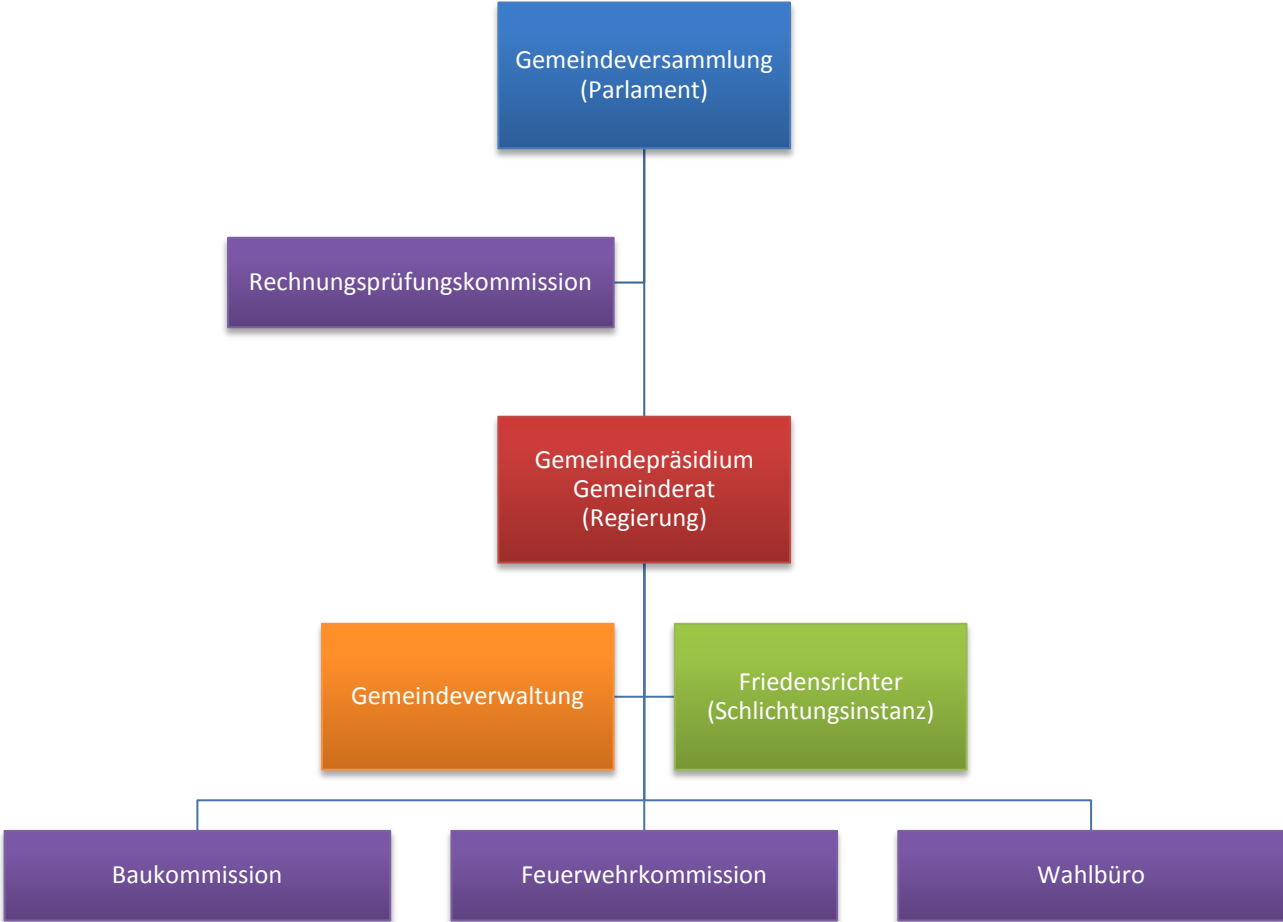 Gemeindeversammlung
(Parlament)
Rechnungsprüfungskommission
Gemeindepräsidium
Gemeinderat
(Regierung)
Gemeindeverwaltung
Friedensrichter
(Schlichtungsinstanz)
Baukommission
Feuerwehrkommission
Wahlbüro